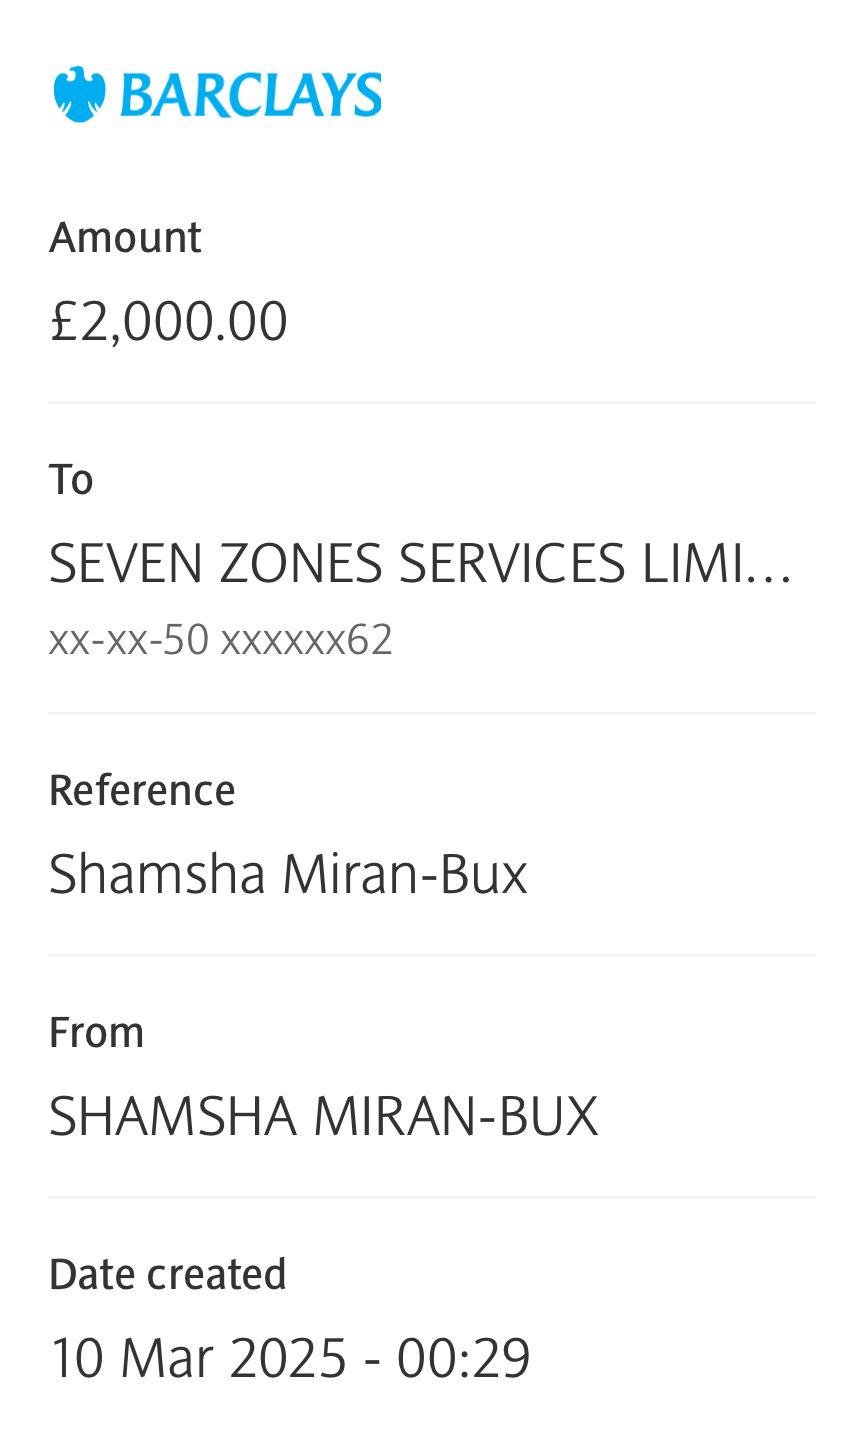 BARCLAYS
Amount
£2,000.00
To
SEVEN ZONES SERVICES LIMI...
xx-xx-50 xxxxxx62
Reference
Shamsha Miran-Bux
From
SHAMSHA MIRAN-BUX
Date created
10 Mar 2025 - 00:29